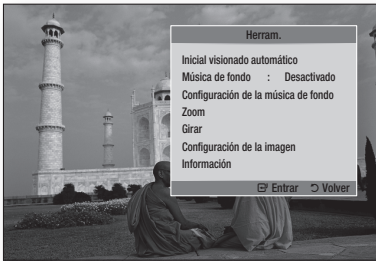 Herram.
Inicial visionado automático
Música de fondo : Desactivado
Configuración de la música de fondo
Zoom
Girar
Configuración de la imagen
Información
Entrar Volver